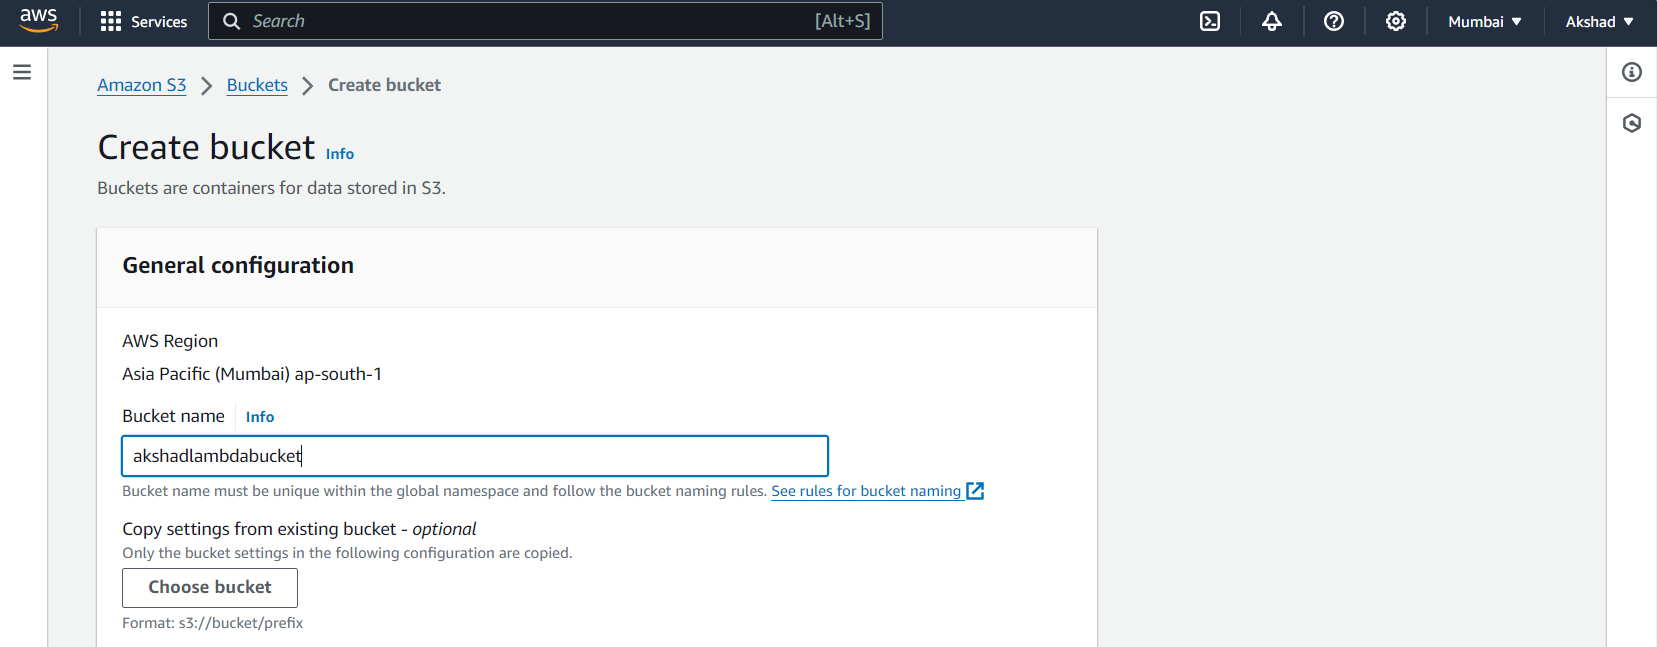 aws Services Search [Alt+S] Mumbai Akshad
Amazon S3 Buckets Create bucket
Create bucket Info
Buckets are containers for data stored in S3.
General configuration
AWS Region
Asia Pacific (Mumbai) ap-south-1
Bucket name Info
akshadlambdabucket
Bucket name must be unique within the global namespace and follow the bucket naming rules. See rules for bucket naming
Copy settings from existing bucket - optional
Only the bucket settings in the following configuration are copied.
Choose bucket
Format: s3://bucket/prefix